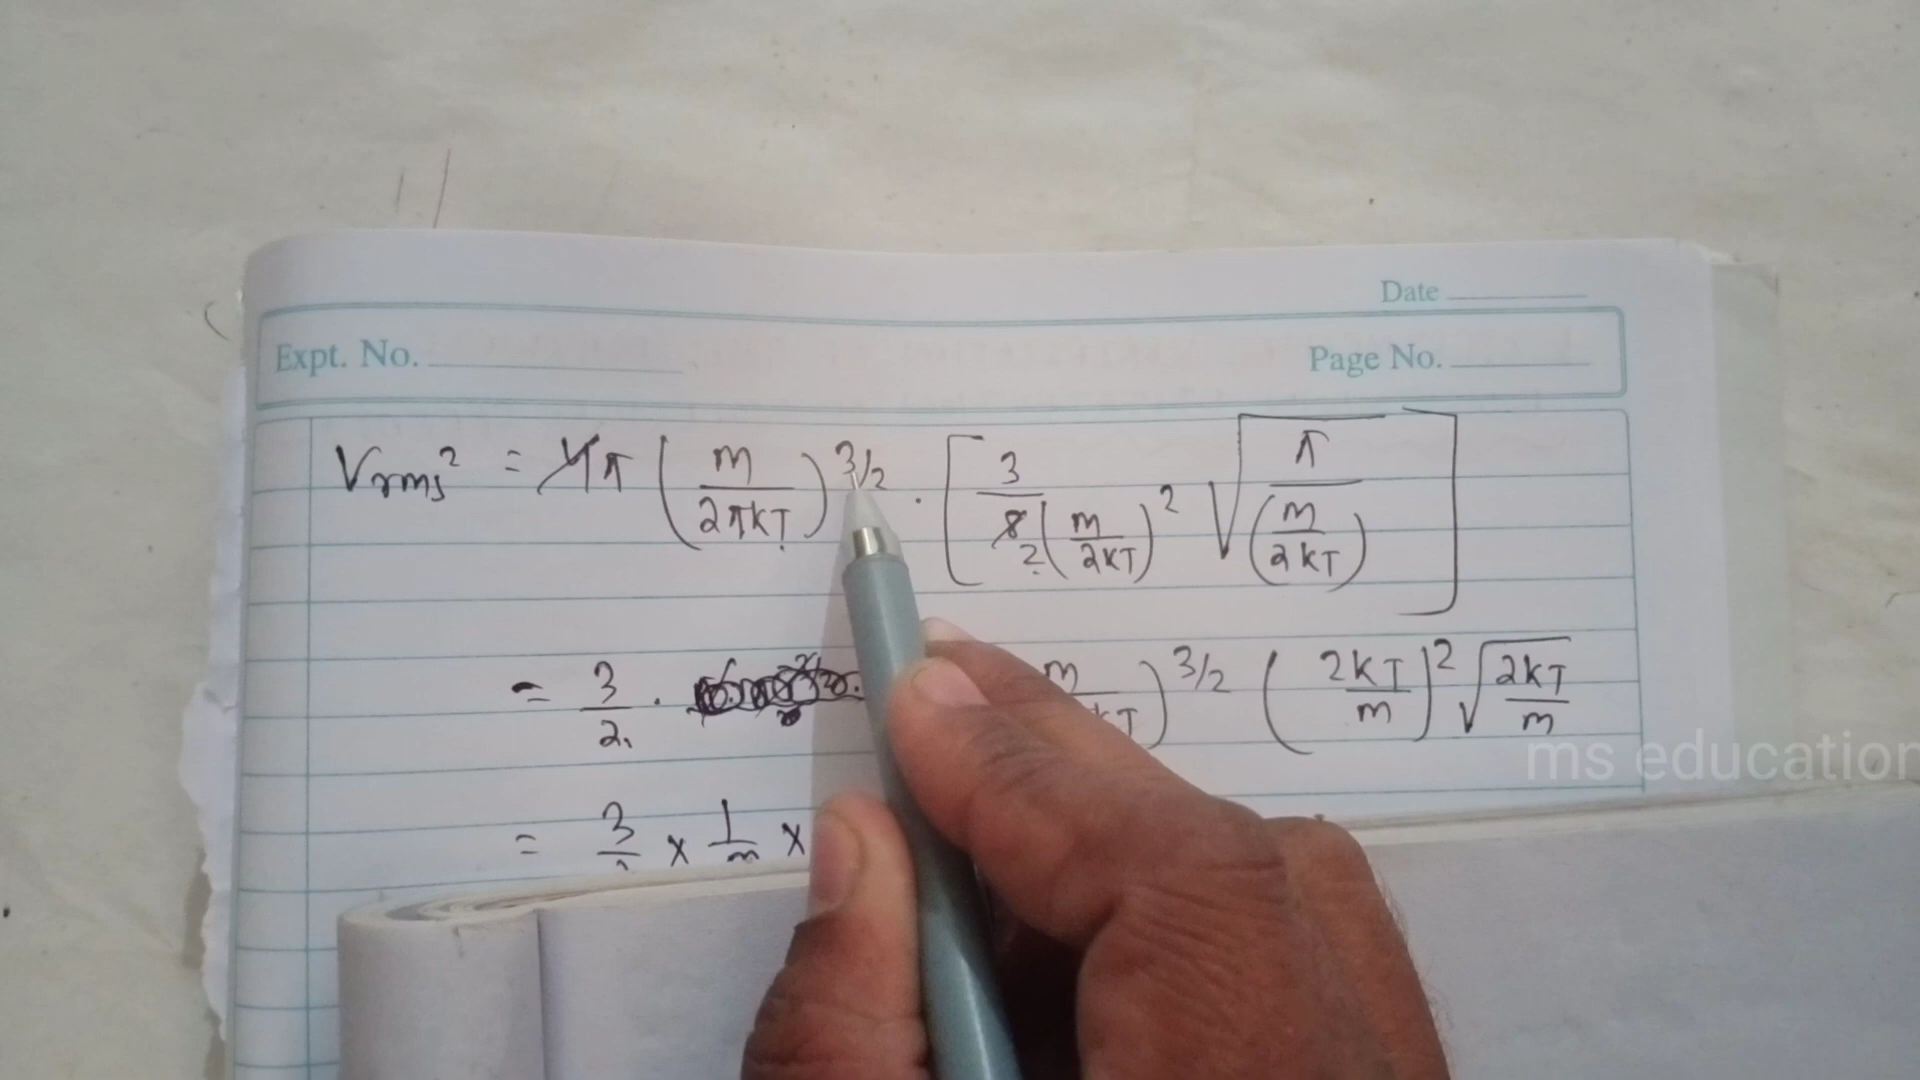 Date
Expt. No.
Page No.
Vrms² = 4π (m/2πkT)^3/2 · [3/8 2 (m/2kT)² √(π/(m/2kT))]
= 3/2 · m kT)^3/2 (2kT/m)² √(2kT/m)
ms education
= 3/ × 1/m ×